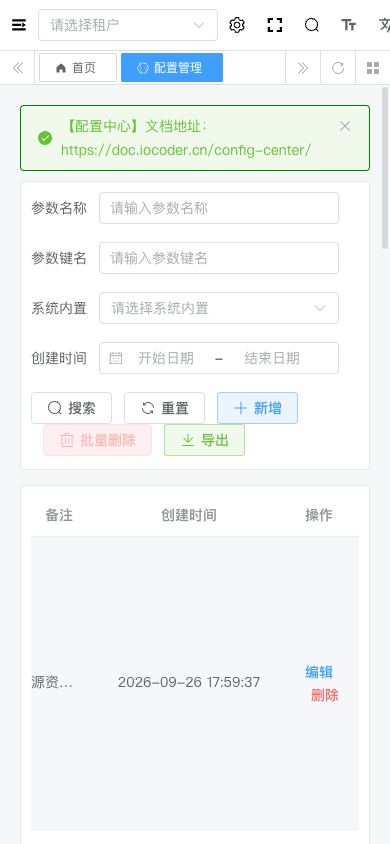 请选择租户
首页
配置管理
【配置中心】文档地址：
https://doc.iocoder.cn/config-center/
参数名称 请输入参数名称
参数键名 请输入参数键名
系统内置 请选择系统内置
创建时间 开始日期 - 结束日期
搜索 重置 新增
批量删除 导出
备注 创建时间 操作
源资... 2026-09-26 17:59:37 编辑
删除